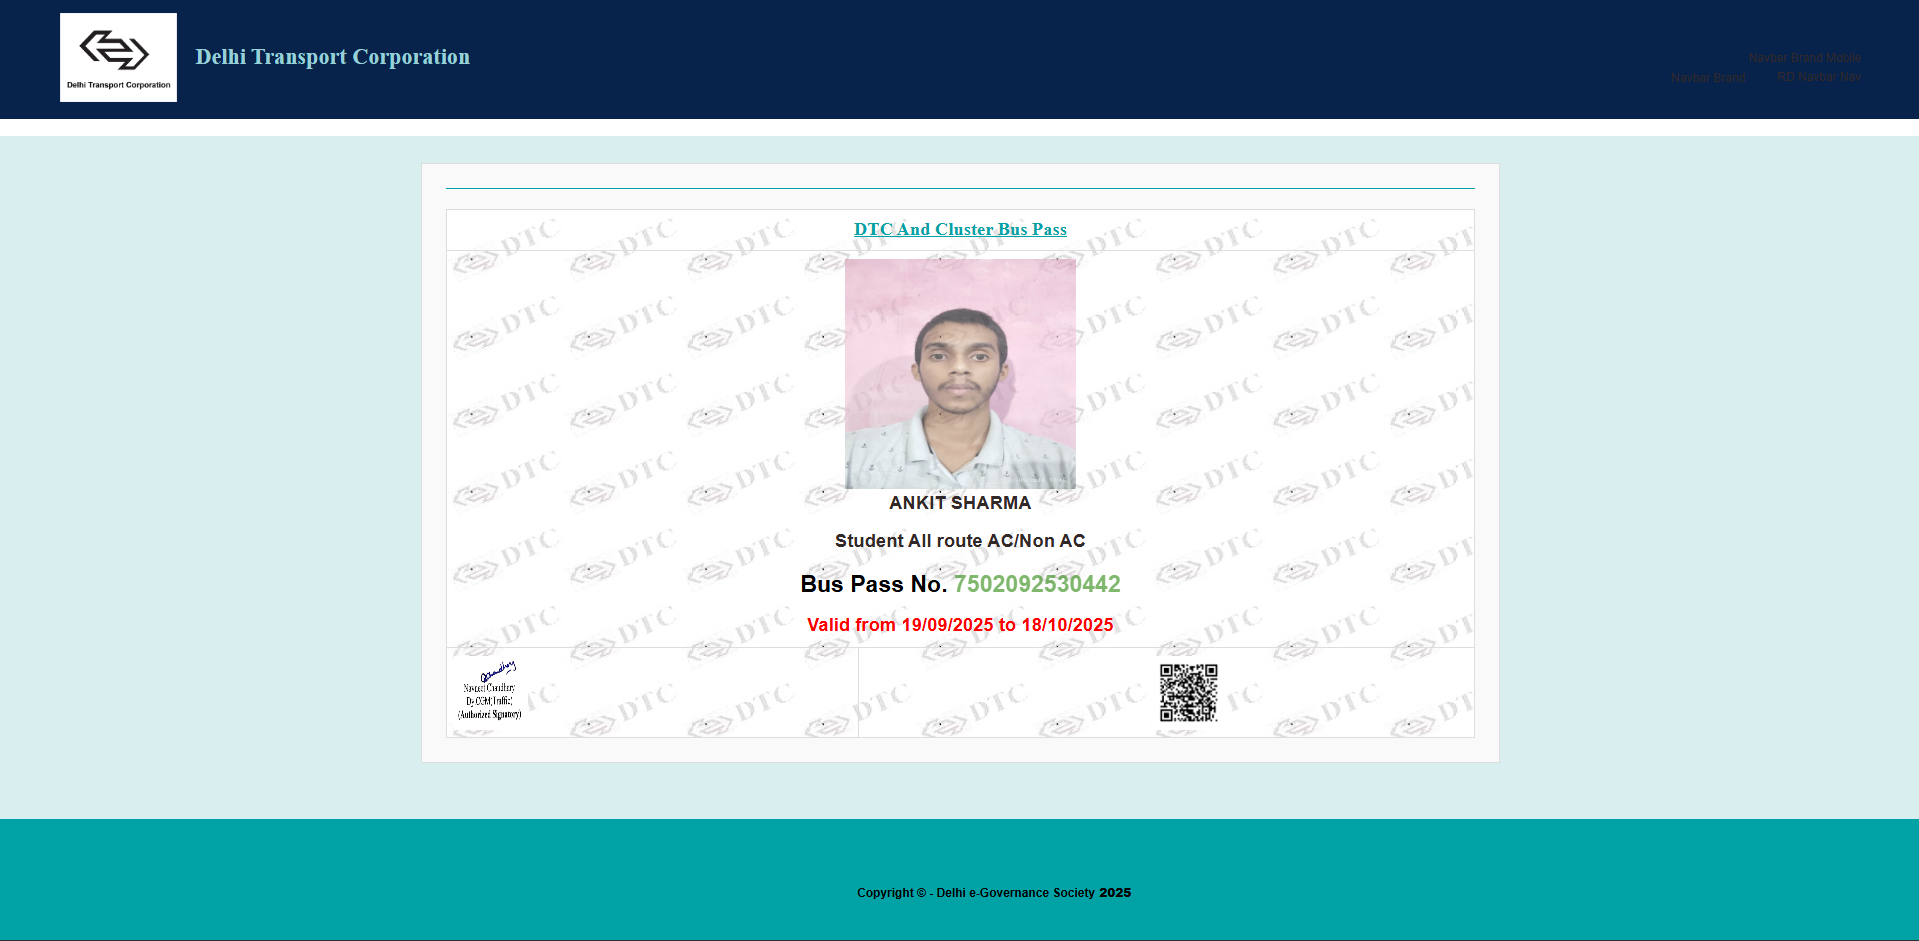 Delhi Transport Corporation
Delhi Transport Corporation
Navbar Brand Mobile
Navbar Brand
RD Navbar Nav
DTC And Cluster Bus Pass
ANKIT SHARMA
Student All route AC/Non AC
Bus Pass No. 7502092530442
Valid from 19/09/2025 to 18/10/2025
Navneet Chaudhary
Dy.CGM(Traffic)
(Authorized Signatory)
DTC
Copyright © - Delhi e-Governance Society 2025